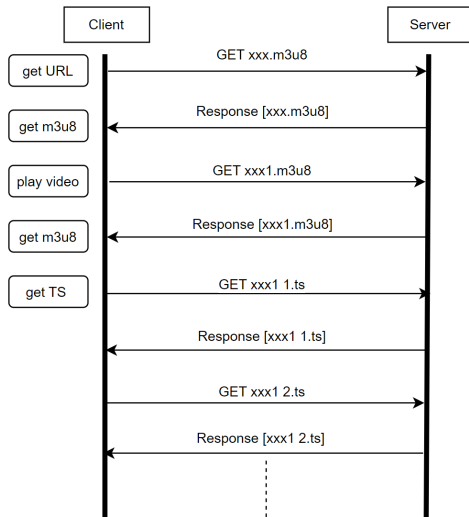 Client
Server
GET xxx.m3u8
get URL
Response [xxx.m3u8]
get m3u8
GET xxx1.m3u8
play video
Response [xxx1.m3u8]
get m3u8
GET xxx1 1.ts
get TS
Response [xxx1 1.ts]
GET xxx1 2.ts
Response [xxx1 2.ts]